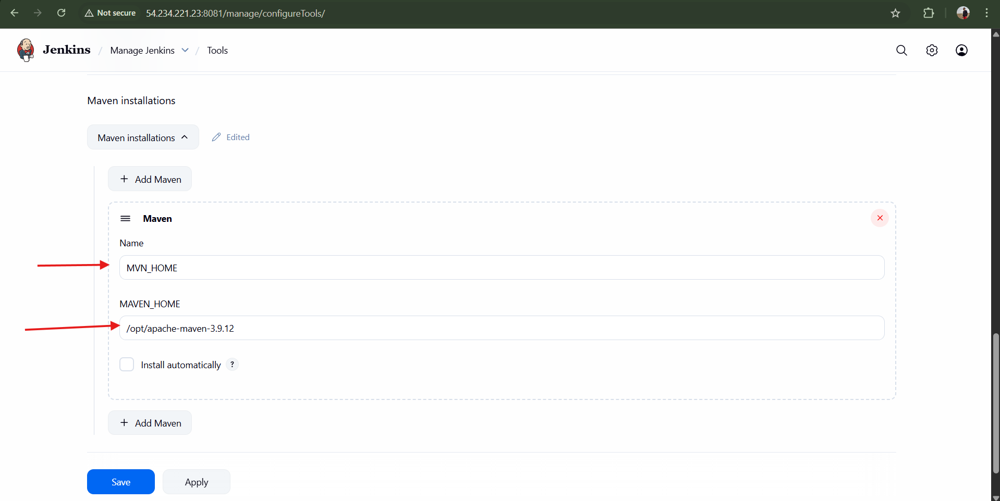 Not secure 54.234.221.23:8081/manage/configureTools/
Jenkins / Manage Jenkins / Tools
Maven installations
Maven installations Edited
+ Add Maven
Maven
Name
MVN_HOME
MAVEN_HOME
/opt/apache-maven-3.9.12
Install automatically ?
+ Add Maven
Save Apply